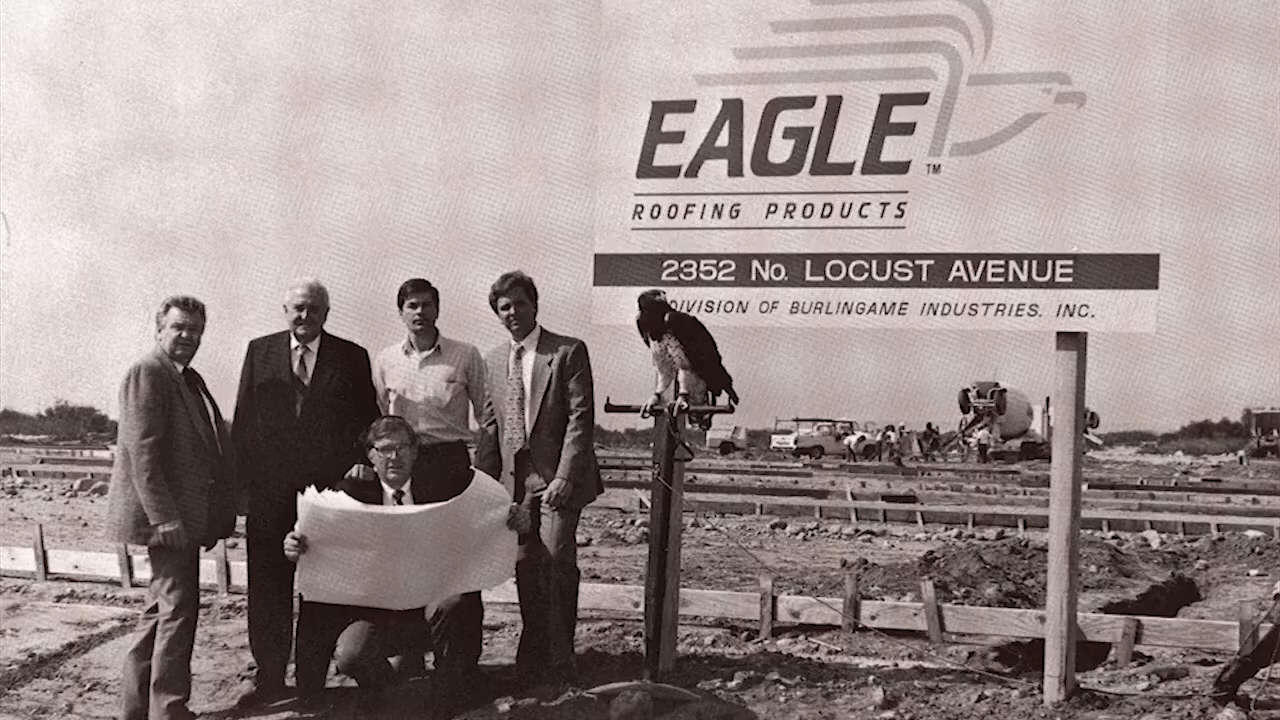 EAGLE
TM
ROOFING PRODUCTS
2352 No. LOCUST AVENUE
DIVISION OF BURLINGAME INDUSTRIES. INC.